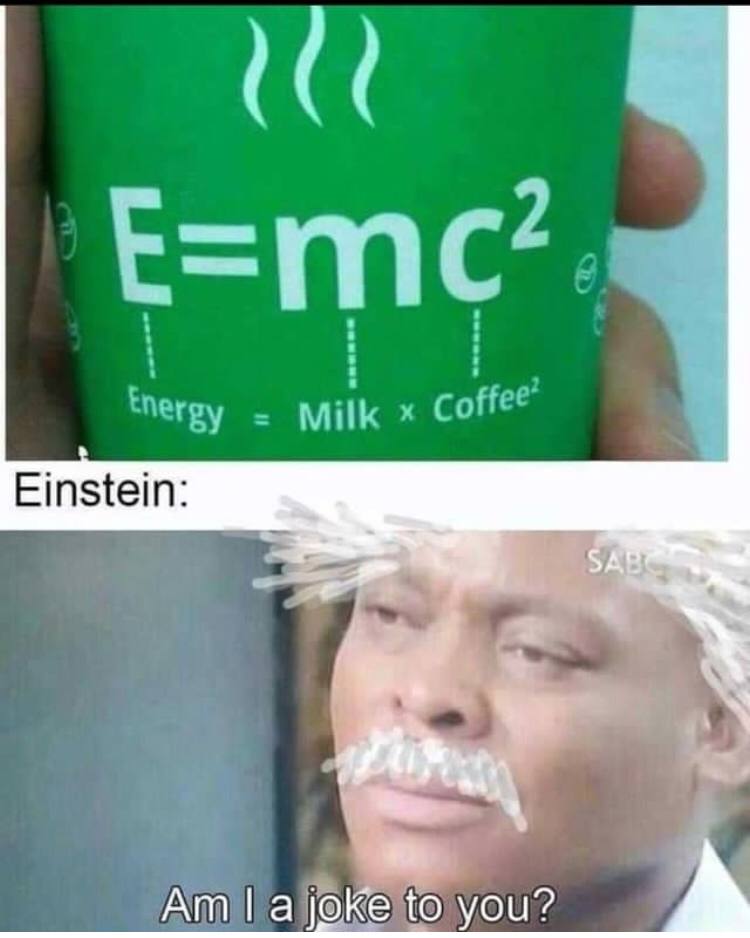 E=mc²
Energy = Milk x Coffee²
Einstein:
SABC
Am I a joke to you?